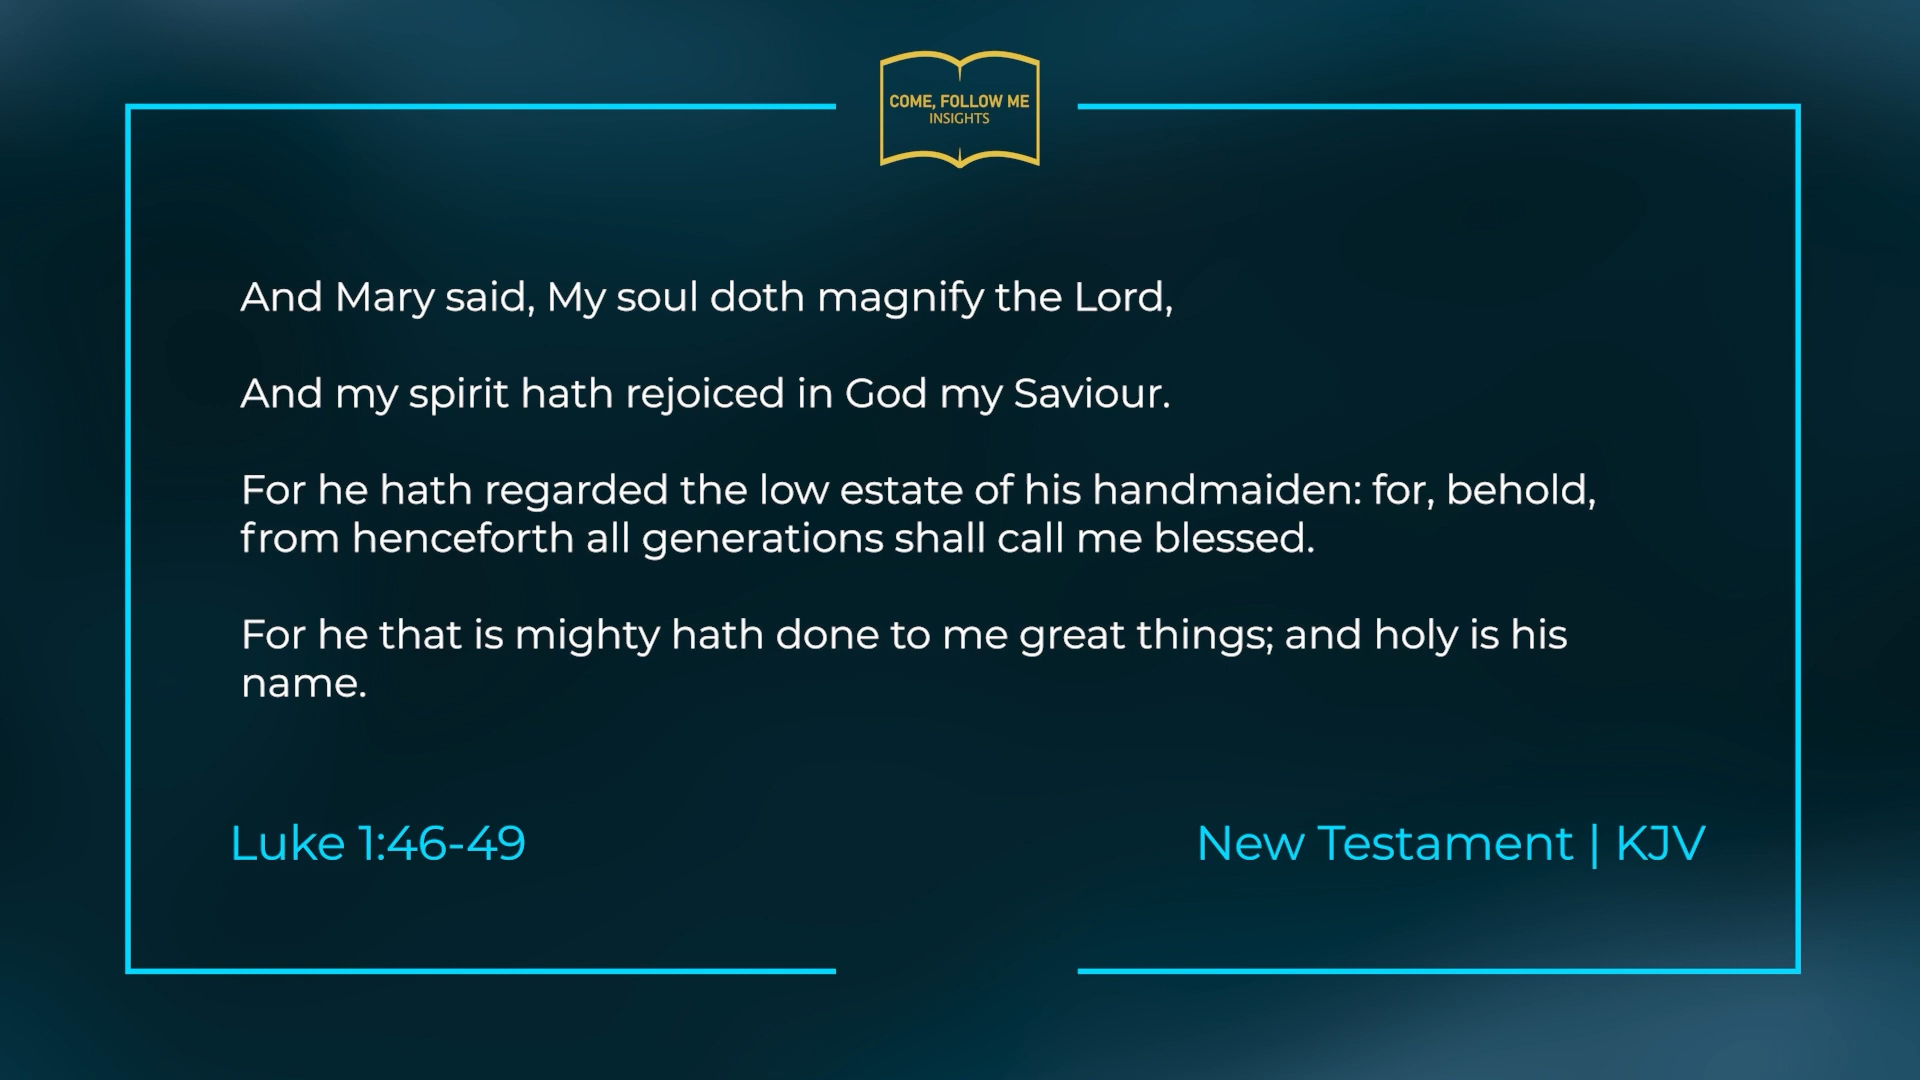 COME, FOLLOW ME
INSIGHTS
And Mary said, My soul doth magnify the Lord,
And my spirit hath rejoiced in God my Saviour.
For he hath regarded the low estate of his handmaiden: for, behold,
from henceforth all generations shall call me blessed.
For he that is mighty hath done to me great things; and holy is his
name.
Luke 1:46-49
New Testament | KJV